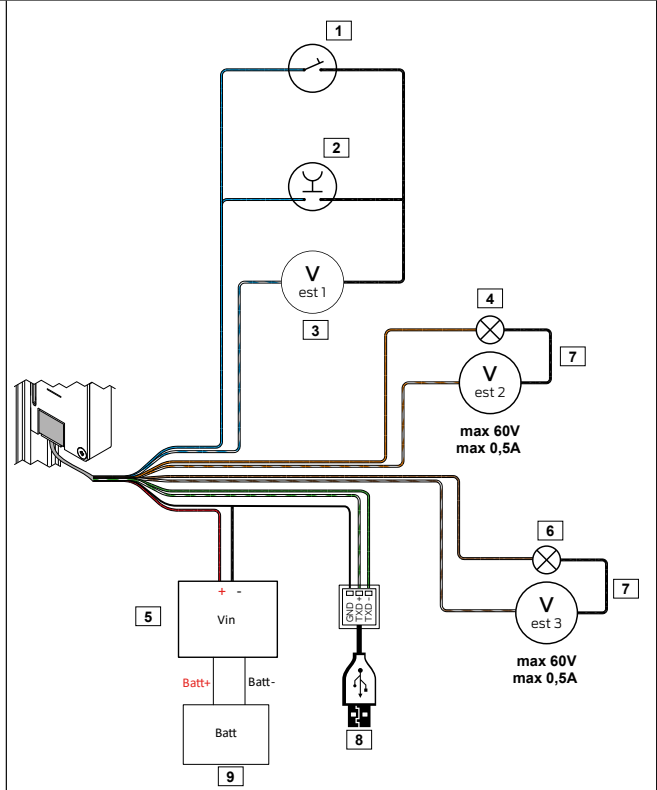 1
2
V
est 1
3
4
7
V
est 2
max 60V
max 0,5A
6
7
V
est 3
max 60V
max 0,5A
+ -
5
Vin
GND
TXD +
TXD -
Batt+
Batt-
Batt
8
9